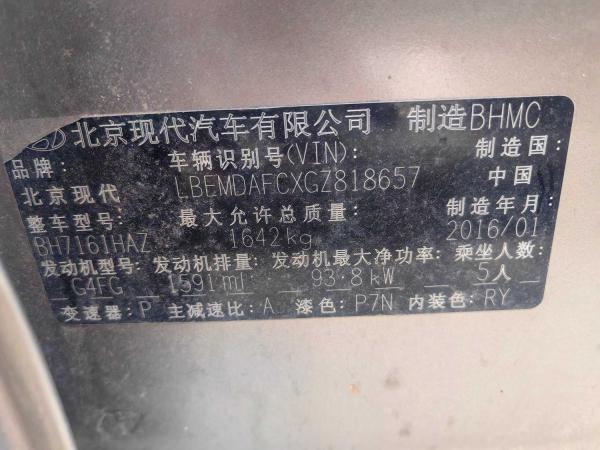 北京现代汽车有限公司 制造BHMC
品牌: 车辆识别号(VIN): 制造国:
北京现代 LBEMDAFCXGZ818657 中国
整车型号: 最大允许总质量: 制造年月:
BH7161HAZ 1642kg 2016/01
发动机型号: 发动机排量: 发动机最大净功率: 乘坐人数:
G4FG 1591ml 93.8kW 5人
变速器: P 主减速比: A 漆色: P7N 内装色: RY